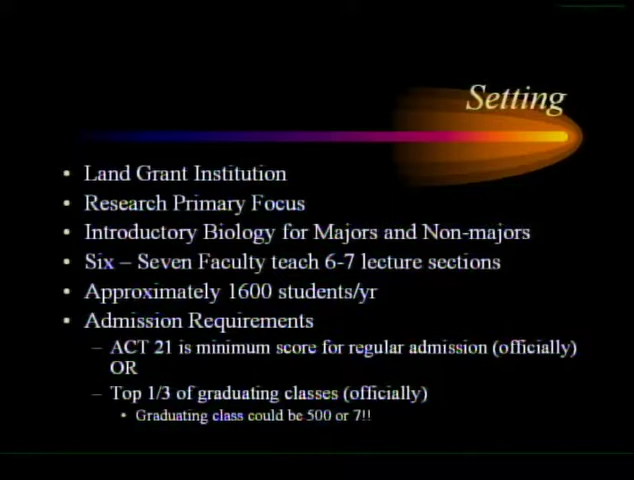 Setting
• Land Grant Institution
• Research Primary Focus
• Introductory Biology for Majors and Non-majors
• Six – Seven Faculty teach 6-7 lecture sections
• Approximately 1600 students/yr
• Admission Requirements
– ACT 21 is minimum score for regular admission (officially)
OR
– Top 1/3 of graduating classes (officially)
• Graduating class could be 500 or 7!!